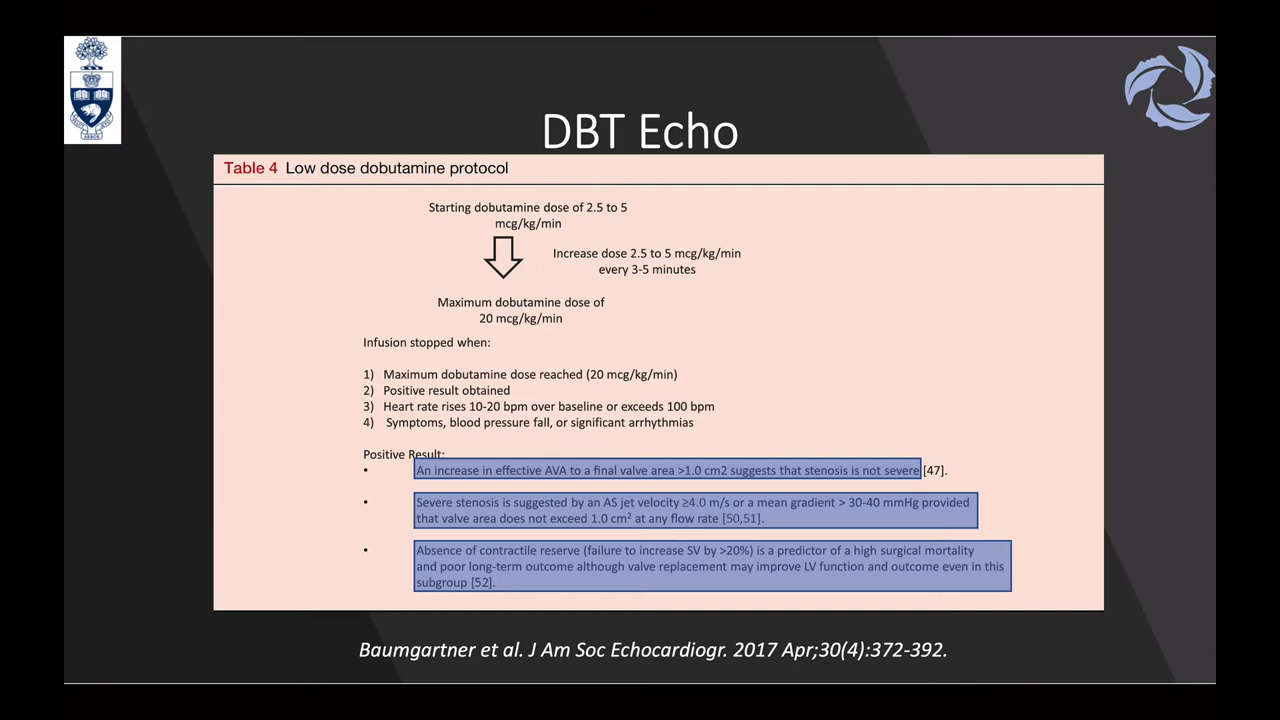 DBT Echo
Table 4 Low dose dobutamine protocol
Starting dobutamine dose of 2.5 to 5
mcg/kg/min
Increase dose 2.5 to 5 mcg/kg/min
every 3-5 minutes
Maximum dobutamine dose of
20 mcg/kg/min
Infusion stopped when:
1) Maximum dobutamine dose reached (20 mcg/kg/min)
2) Positive result obtained
3) Heart rate rises 10-20 bpm over baseline or exceeds 100 bpm
4) Symptoms, blood pressure fall, or significant arrhythmias
Positive Result:
• An increase in effective AVA to a final valve area >1.0 cm2 suggests that stenosis is not severe [47].
• Severe stenosis is suggested by an AS jet velocity ≥4.0 m/s or a mean gradient > 30-40 mmHg provided
that valve area does not exceed 1.0 cm² at any flow rate [50,51].
• Absence of contractile reserve (failure to increase SV by >20%) is a predictor of a high surgical mortality
and poor long-term outcome although valve replacement may improve LV function and outcome even in this
subgroup [52].
Baumgartner et al. J Am Soc Echocardiogr. 2017 Apr;30(4):372-392.